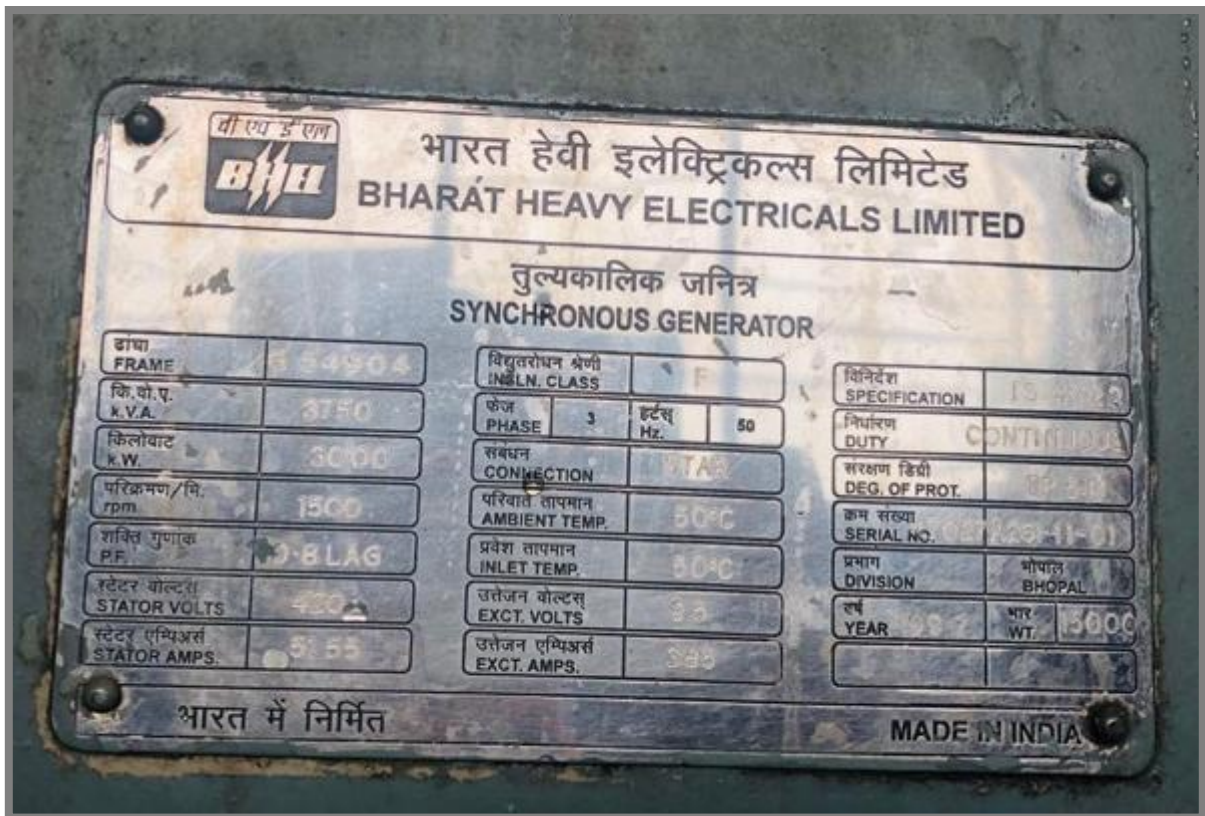 बी एच ई एल
BHEL
भारत हेवी इलेक्ट्रिकल्स लिमिटेड
BHARAT HEAVY ELECTRICALS LIMITED
तुल्यकालिक जनित्र
SYNCHRONOUS GENERATOR
ढांचा
FRAME
कि.वो.ए.
k.V.A. 3750
किलोवाट
k.W. 3000
परिक्रमण/मि.
rpm 1500
शक्ति गुणांक
P.F. 0.8 LAG
स्टेटर वोल्टस्
STATOR VOLTS
स्टेटर एम्पिअर्स
STATOR AMPS. 5155
विद्युतरोधन श्रेणी
INSLN. CLASS F
फेज हर्टस्
PHASE 3 Hz. 50
संबंधन
CONNECTION STAR
परिवात तापमान
AMBIENT TEMP. 50°C
प्रवेश तापमान
INLET TEMP. 50°C
उत्तेजन वोल्टस्
EXCT. VOLTS
उत्तेजन एम्पिअर्स
EXCT. AMPS.
विनिर्देश
SPECIFICATION IS
निर्धारण
DUTY CONTINUOUS
संरक्षण डिग्री
DEG. OF PROT.
क्रम संख्या
SERIAL NO.
प्रभाग भोपाल
DIVISION BHOPAL
वर्ष भार
YEAR WT. 15000
भारत में निर्मित
MADE IN INDIA